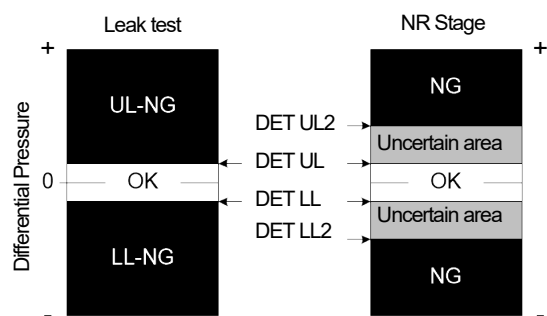 Leak test
NR Stage
+
+
UL-NG
NG
DET UL2
Uncertain area
DET UL
Differential Pressure
0
OK
OK
DET LL
Uncertain area
DET LL2
LL-NG
NG
-
-